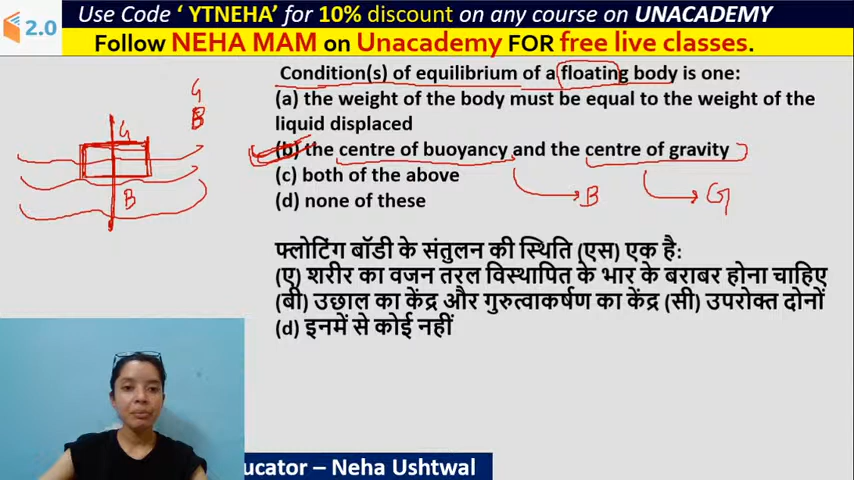 2.0
Use Code ‘ YTNEHA’ for 10% discount on any course on UNACADEMY
Follow NEHA MAM on Unacademy FOR free live classes.
Condition(s) of equilibrium of a floating body is one:
(a) the weight of the body must be equal to the weight of the
liquid displaced
(b) the centre of buoyancy and the centre of gravity
(c) both of the above
(d) none of these
G
B
G
B
B
G
फ्लोटिंग बॉडी के संतुलन की स्थिति (एस) एक है:
(ए) शरीर का वजन तरल विस्थापित के भार के बराबर होना चाहिए
(बी) उछाल का केंद्र और गुरुत्वाकर्षण का केंद्र (सी) उपरोक्त दोनों
(d) इनमें से कोई नहीं
ucator – Neha Ushtwal